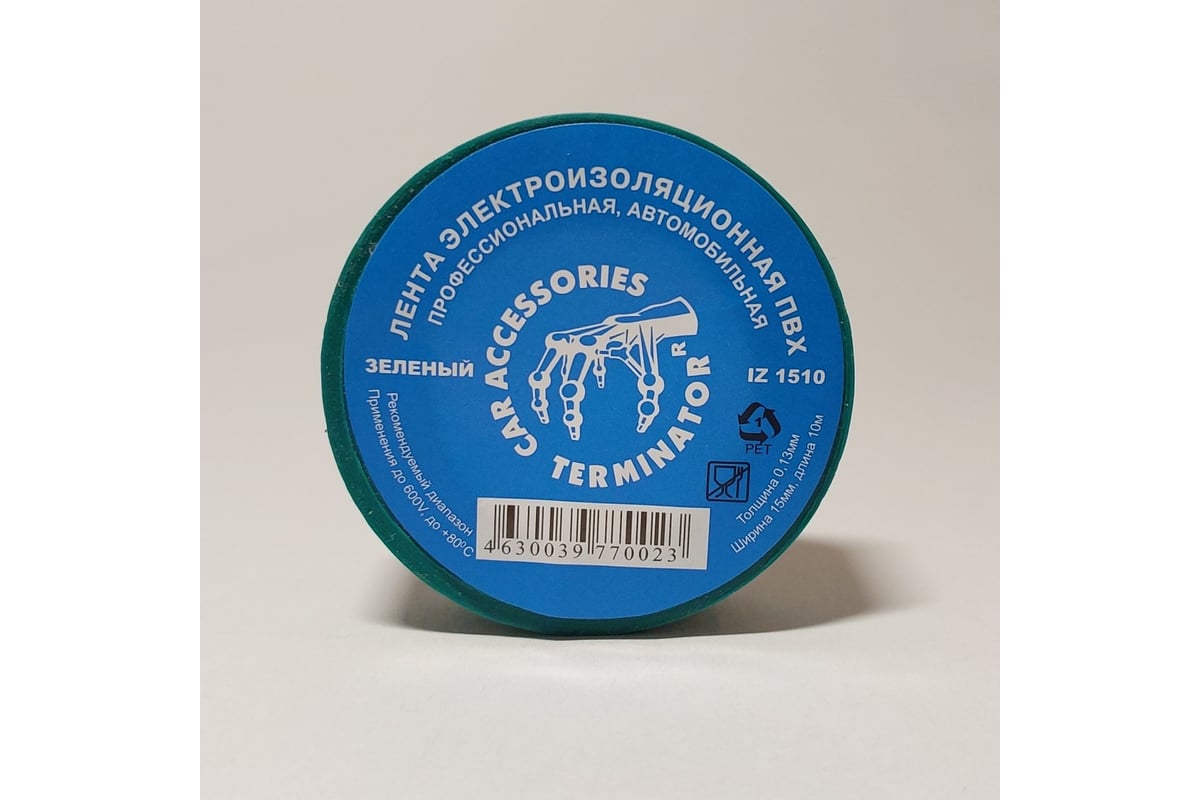 ЛЕНТА ЭЛЕКТРОИЗОЛЯЦИОННАЯ ПВХ
ПРОФЕССИОНАЛЬНАЯ, АВТОМОБИЛЬНАЯ
CAR ACCESSORIES
TERMINATOR R
ЗЕЛЕНЫЙ
IZ 1510
Рекомендуемый диапазон
Применения до 600V, до +80°С
1
PET
Толщина 0,13мм
Ширина 15мм, длина 10м
4630039770023